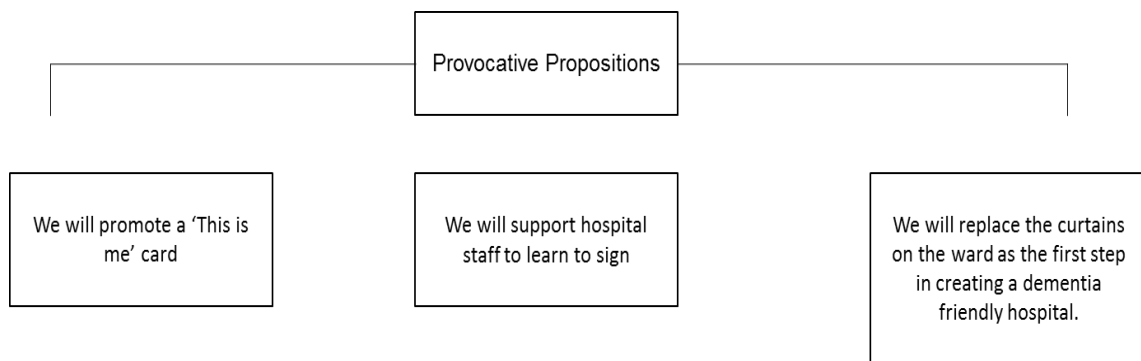 Provocative Propositions
We will promote a ‘This is
me’ card
We will support hospital
staff to learn to sign
We will replace the curtains
on the ward as the first step
in creating a dementia
friendly hospital.